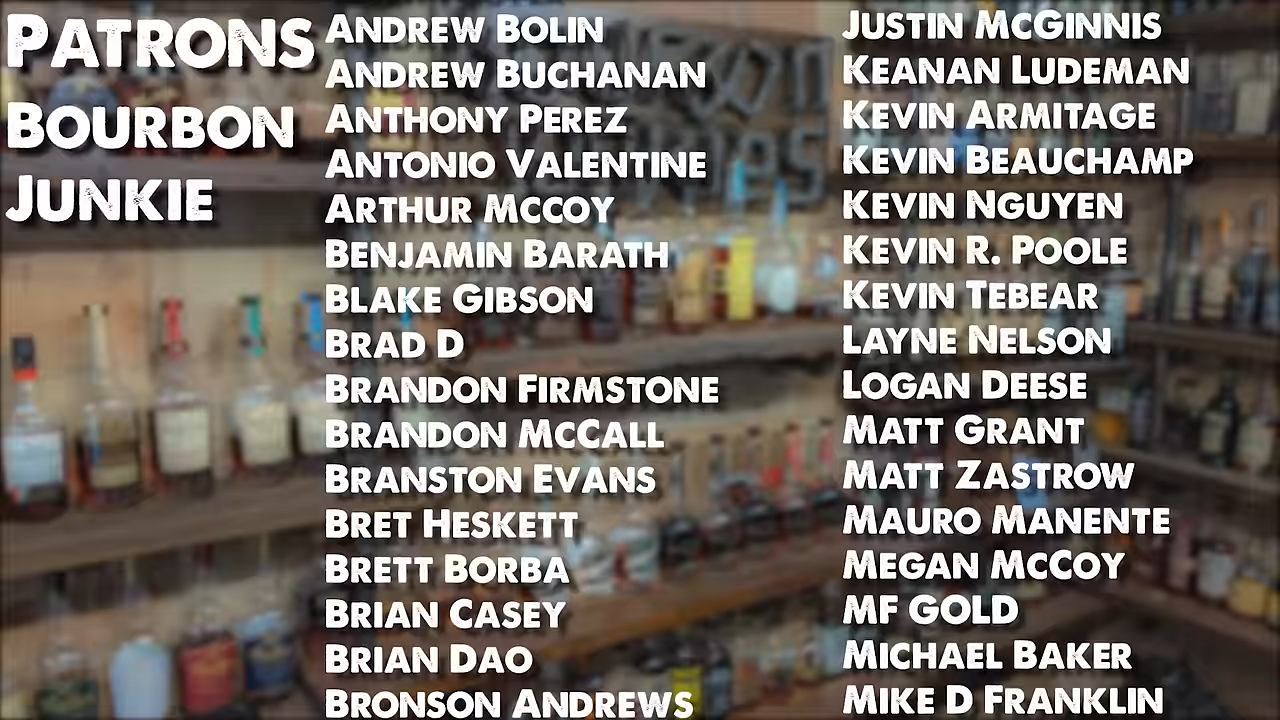 Patrons
Bourbon
Junkie
Andrew Bolin
Andrew Buchanan
Anthony Perez
Antonio Valentine
Arthur Mccoy
Benjamin Barath
Blake Gibson
Brad D
Brandon Firmstone
Brandon McCall
Branston Evans
Bret Heskett
Brett Borba
Brian Casey
Brian Dao
Bronson Andrews
Justin McGinnis
Keanan Ludeman
Kevin Armitage
Kevin Beauchamp
Kevin Nguyen
Kevin R. Poole
Kevin Tebear
Layne Nelson
Logan Deese
Matt Grant
Matt Zastrow
Mauro Manente
Megan McCoy
MF GOLD
Michael Baker
Mike D Franklin